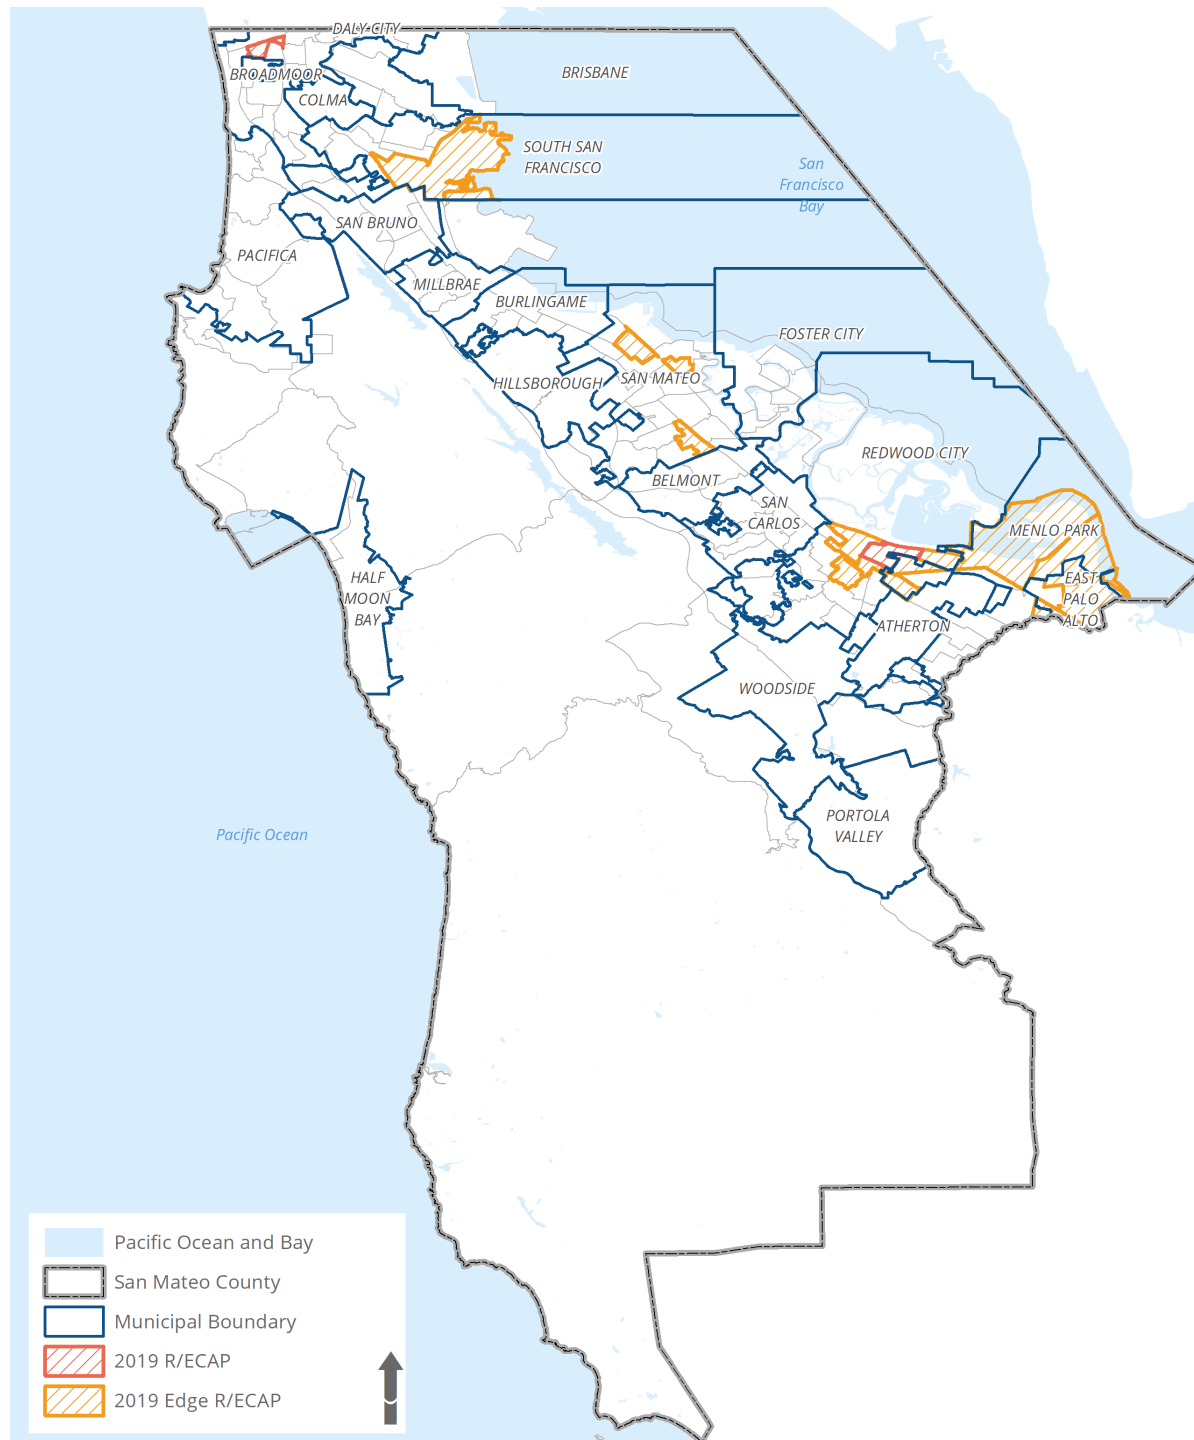 DALY CITY
BROADMOOR
BRISBANE
COLMA
SOUTH SAN
FRANCISCO
San
Francisco
Bay
SAN BRUNO
PACIFICA
MILLBRAE
BURLINGAME
FOSTER CITY
HILLSBOROUGH
SAN MATEO
REDWOOD CITY
BELMONT
SAN
CARLOS
MENLO PARK
HALF
MOON
BAY
EAST
PALO
ALTO
ATHERTON
WOODSIDE
PORTOLA
VALLEY
Pacific Ocean
Pacific Ocean and Bay
San Mateo County
Municipal Boundary
2019 R/ECAP
2019 Edge R/ECAP